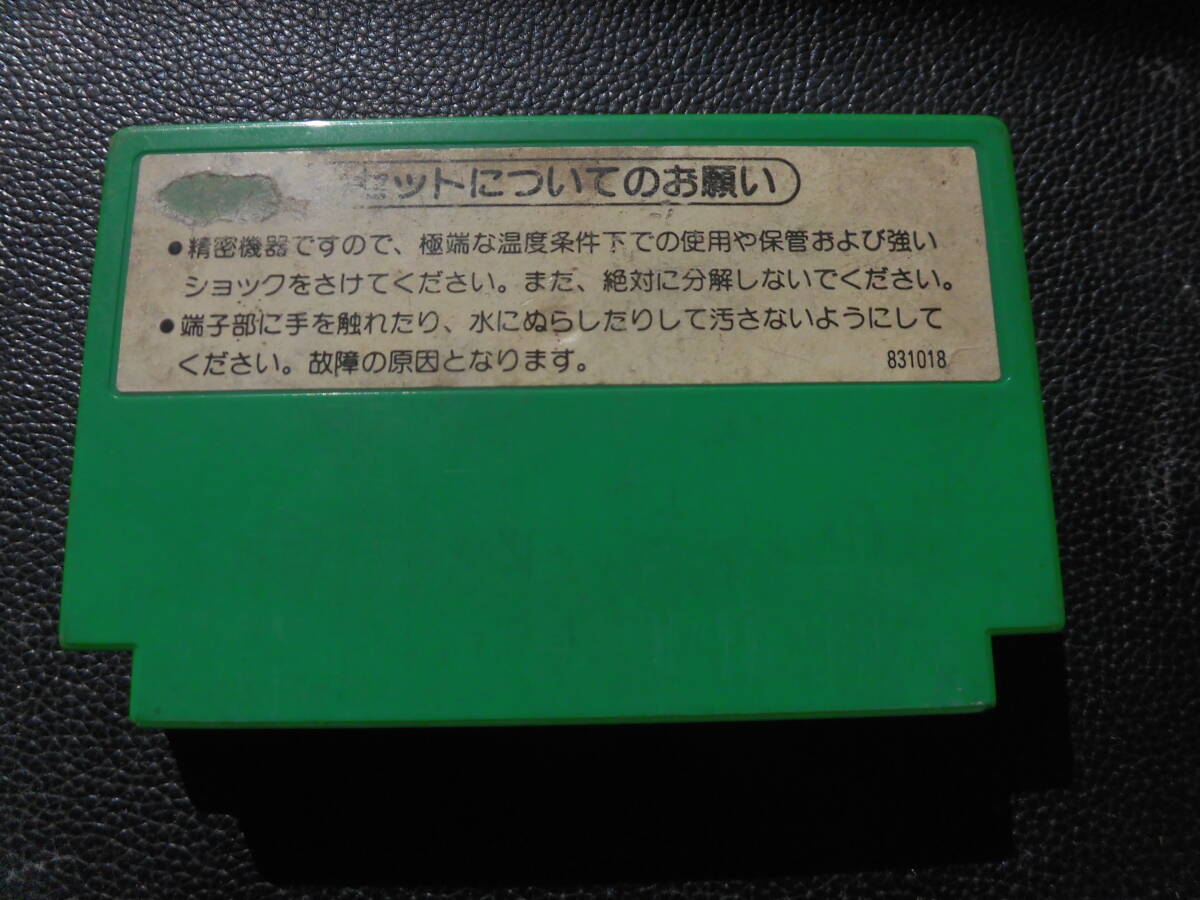 セットについてのお願い
●精密機器ですので、極端な温度条件下での使用や保管および強い
ショックをさけてください。また、絶対に分解しないでください。
●端子部に手を触れたり、水にぬらしたりして汚さないようにして
ください。故障の原因となります。 831018